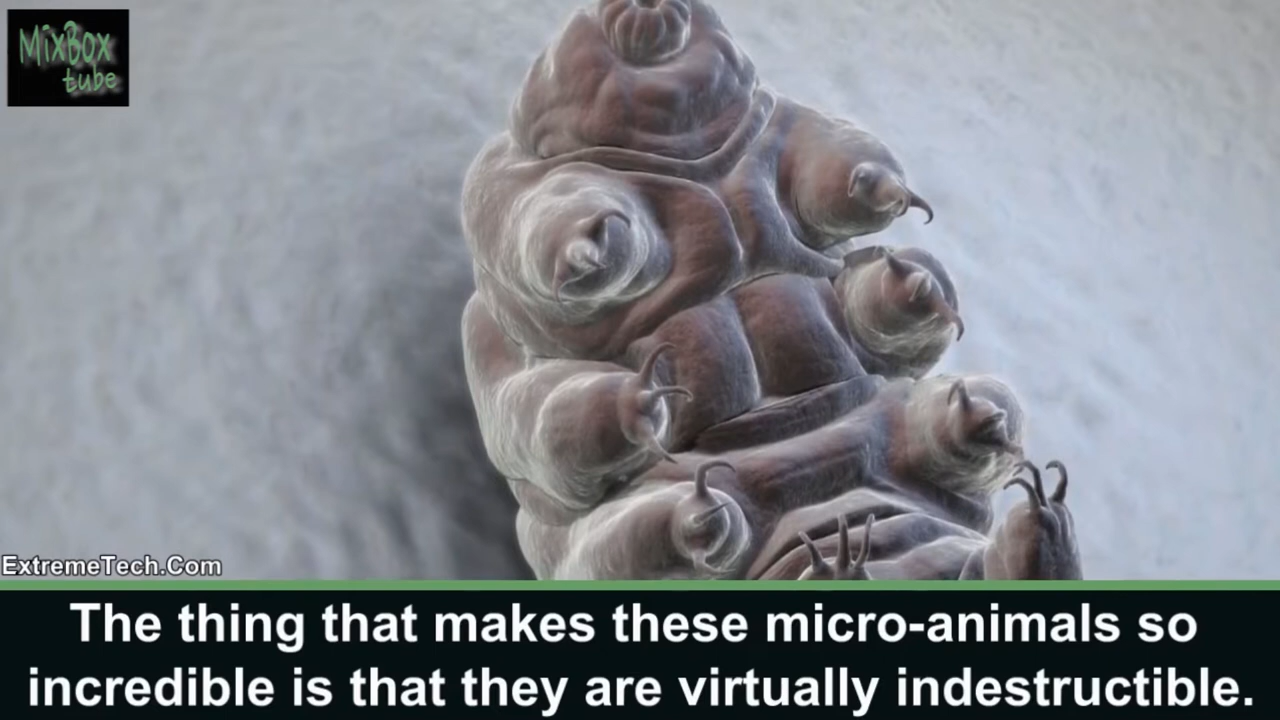 MixBox
tube
ExtremeTech.Com
The thing that makes these micro-animals so
incredible is that they are virtually indestructible.